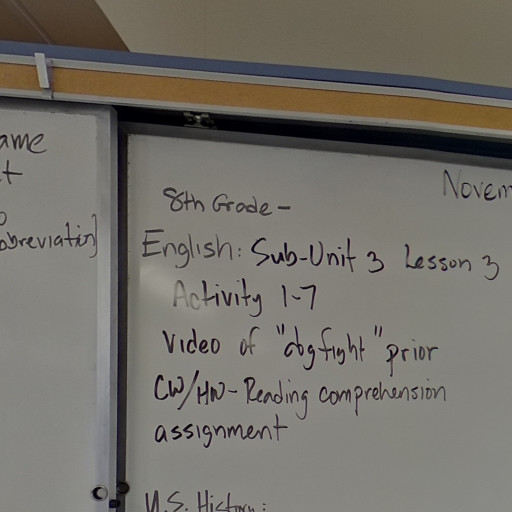 ame
t
abbreviation]
Novem
8th Grade -
English: Sub-Unit 3 Lesson 3
Activity 1-7
Video of "dogfight" prior
CW/HW - Reading comprehension
assignment
U.S. History: